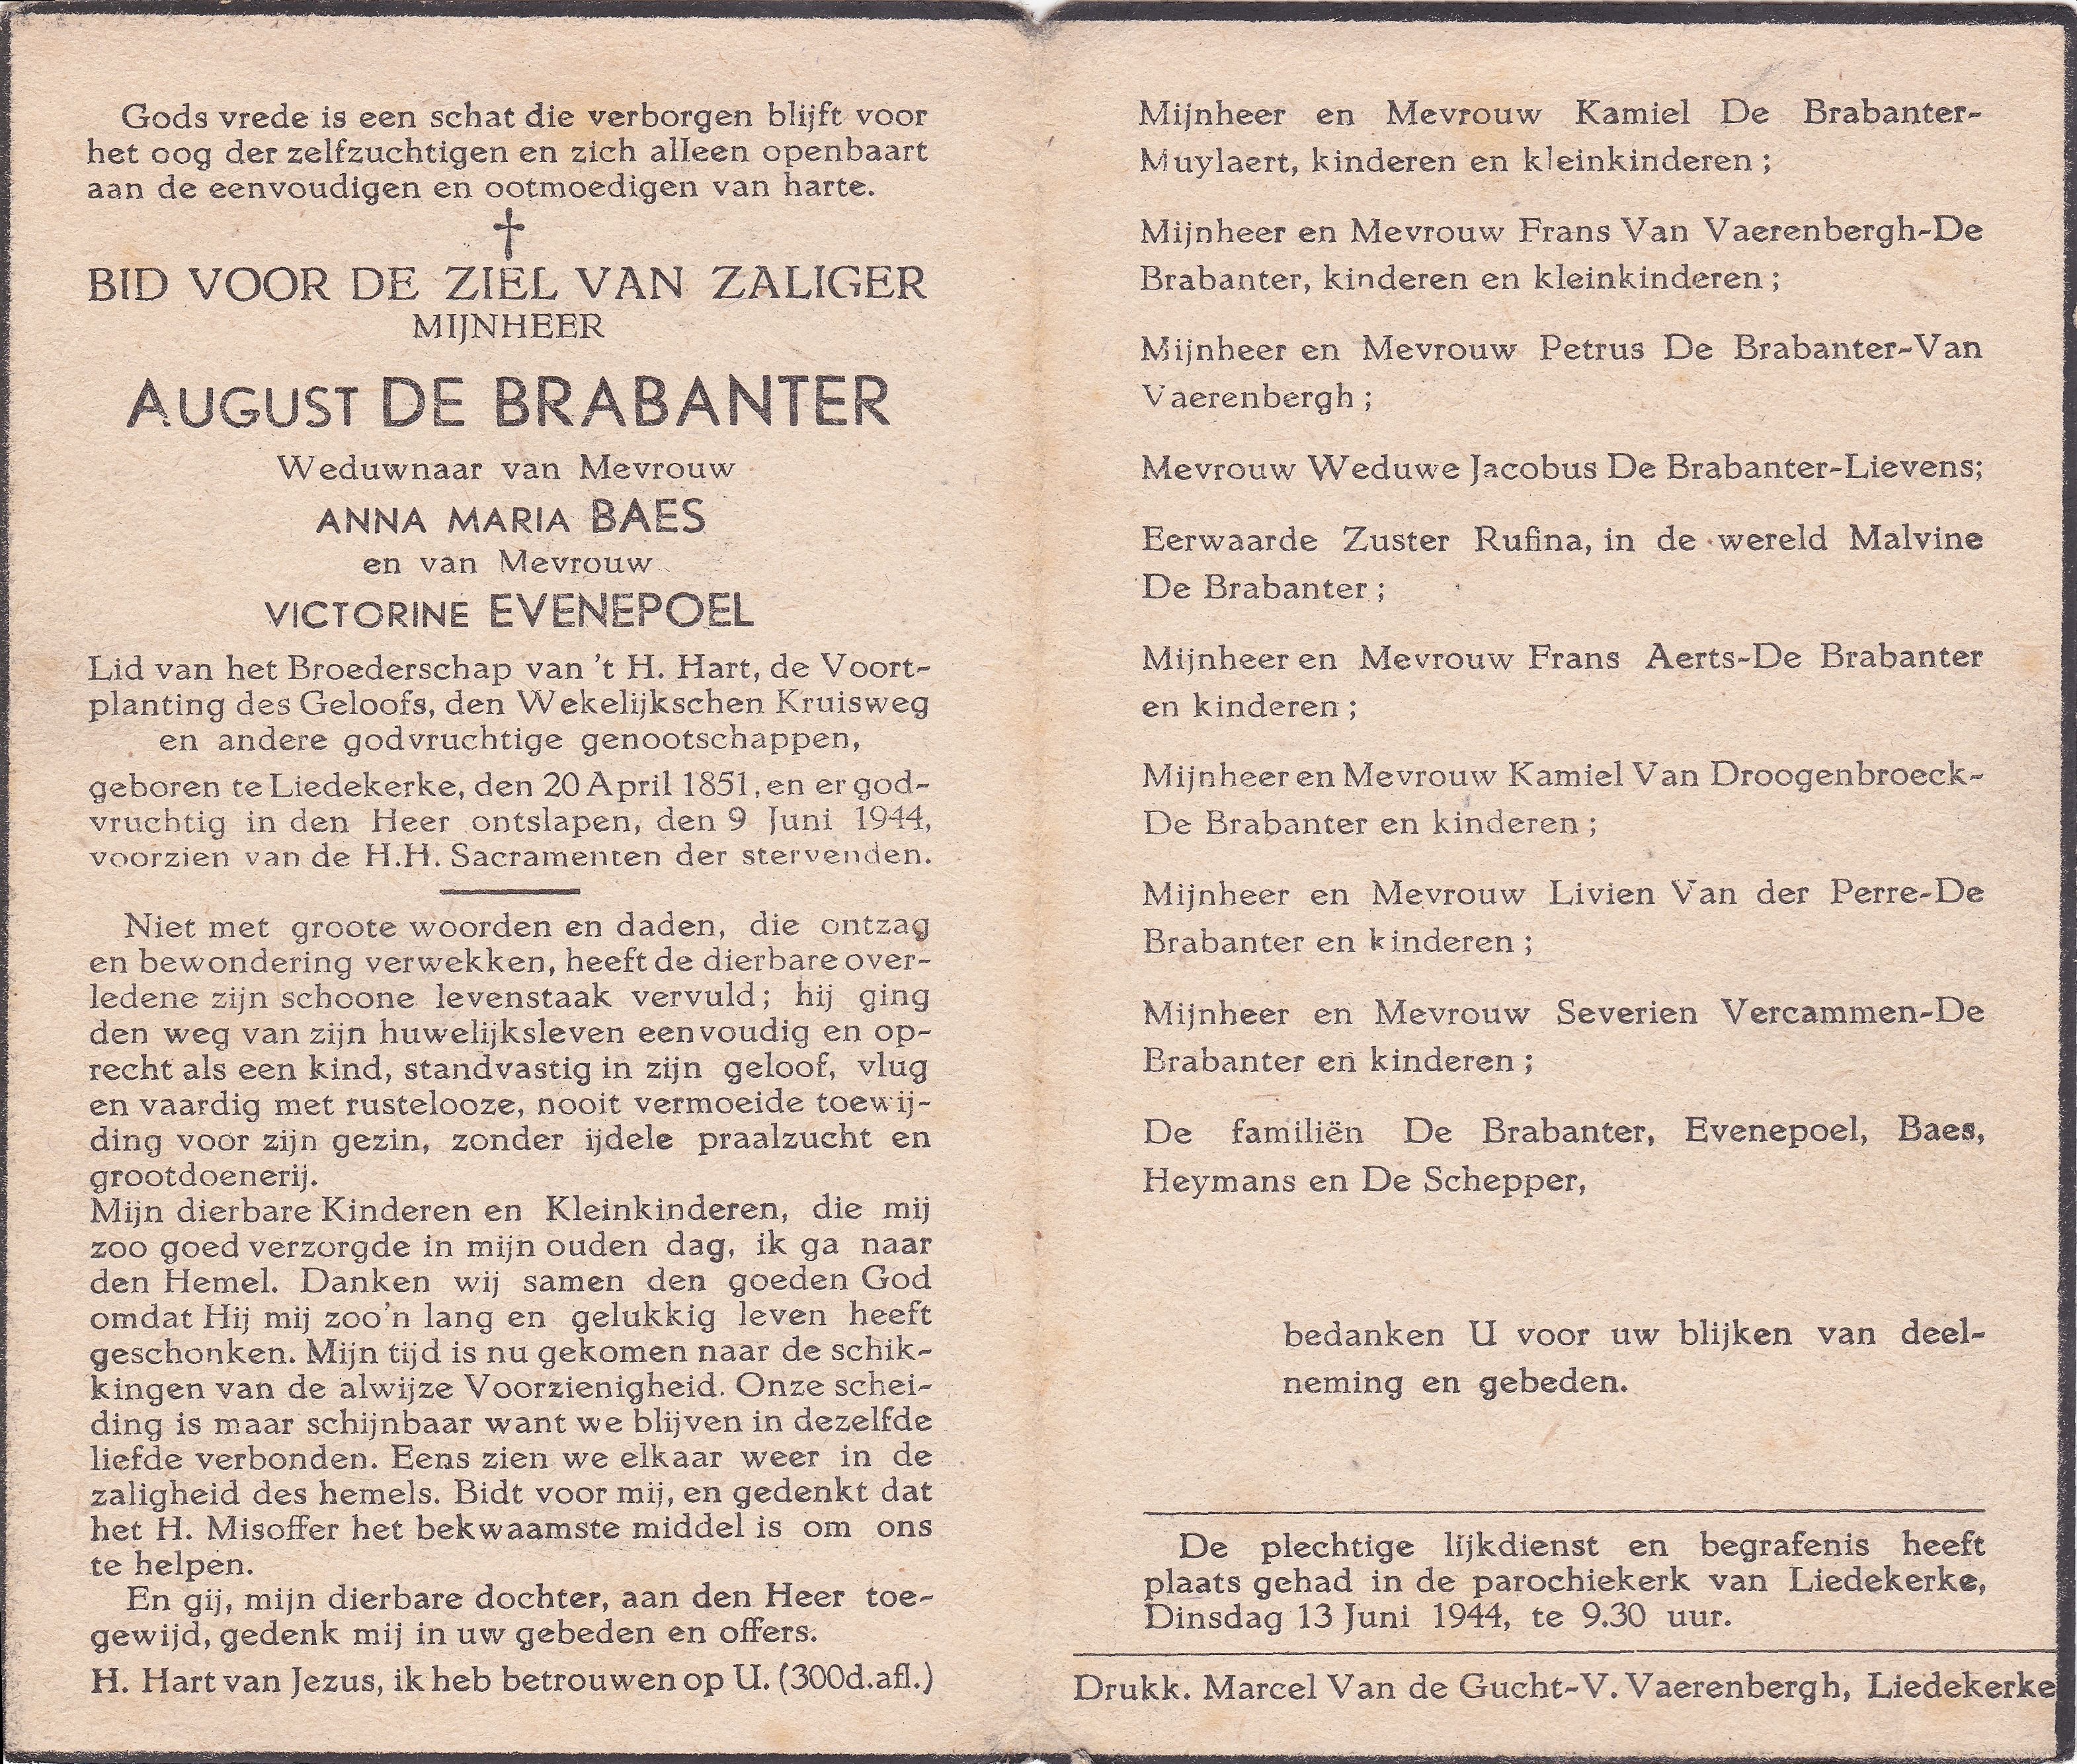 Gods vrede is een schat die verborgen blijft voor
het oog der zelfzuchtigen en zich alleen openbaart
aan de eenvoudigen en ootmoedigen van harte.
†
BID VOOR DE ZIEL VAN ZALIGER
MIJNHEER
AUGUST DE BRABANTER
Weduwnaar van Mevrouw
ANNA MARIA BAES
en van Mevrouw
VICTORINE EVENEPOEL
Lid van het Broederschap van 't H. Hart, de Voort-
planting des Geloofs, den Wekelijkschen Kruisweg
en andere godvruchtige genootschappen,
geboren te Liedekerke, den 20 April 1851, en er god-
vruchtig in den Heer ontslapen, den 9 Juni 1944,
voorzien van de H.H. Sacramenten der stervenden.
Niet met groote woorden en daden, die ontzag
en bewondering verwekken, heeft de dierbare over-
ledene zijn schoone levenstaak vervuld; hij ging
den weg van zijn huwelijksleven eenvoudig en op-
recht als een kind, standvastig in zijn geloof, vlug
en vaardig met rustelooze, nooit vermoeide toewij-
ding voor zijn gezin, zonder ijdele praalzucht en
grootdoenerij.
Mijn dierbare Kinderen en Kleinkinderen, die mij
zoo goed verzorgde in mijn ouden dag, ik ga naar
den Hemel. Danken wij samen den goeden God
omdat Hij mij zoo'n lang en gelukkig leven heeft
geschonken. Mijn tijd is nu gekomen naar de schik-
kingen van de alwijze Voorzienigheid. Onze schei-
ding is maar schijnbaar want we blijven in dezelfde
liefde verbonden. Eens zien we elkaar weer in de
zaligheid des hemels. Bidt voor mij, en gedenkt dat
het H. Misoffer het bekwaamste middel is om ons
te helpen.
En gij, mijn dierbare dochter, aan den Heer toe-
gewijd, gedenk mij in uw gebeden en offers.
H. Hart van Jezus, ik heb betrouwen op U. (300d.afl.)
Mijnheer en Mevrouw Kamiel De Brabanter-
Muylaert, kinderen en kleinkinderen ;
Mijnheer en Mevrouw Frans Van Vaerenbergh-De
Brabanter, kinderen en kleinkinderen ;
Mijnheer en Mevrouw Petrus De Brabanter-Van
Vaerenbergh ;
Mevrouw Weduwe Jacobus De Brabanter-Lievens;
Eerwaarde Zuster Rufina, in de wereld Malvine
De Brabanter ;
Mijnheer en Mevrouw Frans Aerts-De Brabanter
en kinderen ;
Mijnheer en Mevrouw Kamiel Van Droogenbroeck-
De Brabanter en kinderen ;
Mijnheer en Mevrouw Livien Van der Perre-De
Brabanter en kinderen ;
Mijnheer en Mevrouw Severien Vercammen-De
Brabanter en kinderen ;
De familiën De Brabanter, Evenepoel, Baes,
Heymans en De Schepper,
bedanken U voor uw blijken van deel-
neming en gebeden.
De plechtige lijkdienst en begrafenis heeft
plaats gehad in de parochiekerk van Liedekerke,
Dinsdag 13 Juni 1944, te 9.30 uur.
Drukk. Marcel Van de Gucht-V. Vaerenbergh, Liedekerke